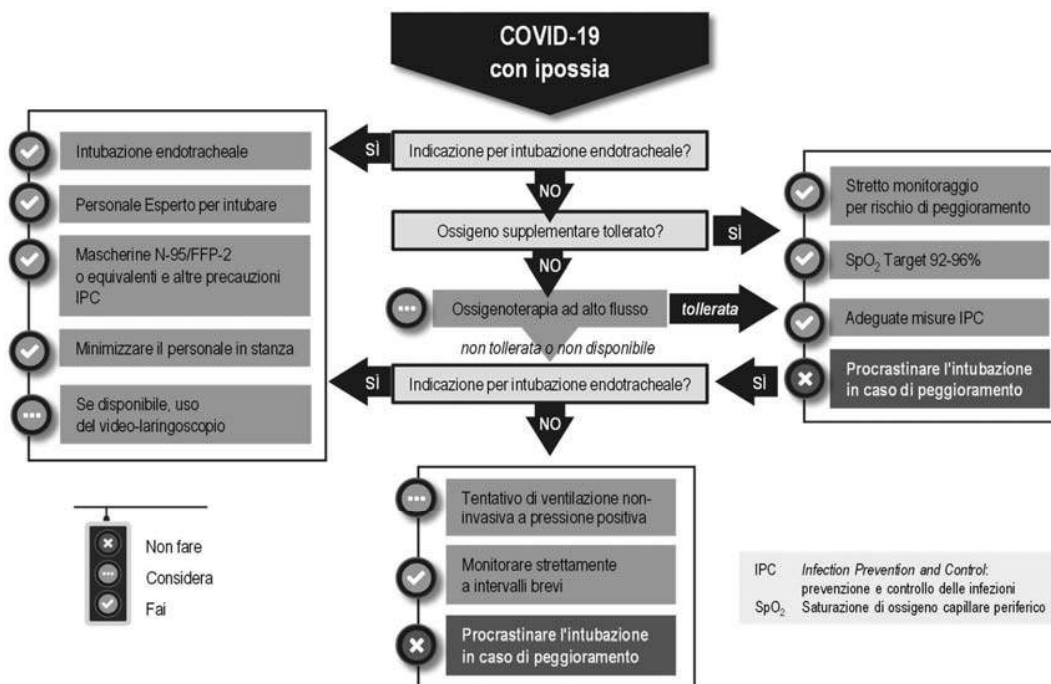 COVID-19
con ipossia
Indicazione per intubazione endotracheale?
SÌ
NO
Intubazione endotracheale
Personale Esperto per intubare
Mascherine N-95/FFP-2
o equivalenti e altre precauzioni
IPC
Minimizzare il personale in stanza
Se disponibile, uso
del video-laringoscopio
Ossigeno supplementare tollerato?
SÌ
NO
Stretto monitoraggio
per rischio di peggioramento
SpO₂ Target 92-96%
Adeguate misure IPC
Procrastinare l'intubazione
in caso di peggioramento
Ossigenoterapia ad alto flusso
tollerata
non tollerata o non disponibile
Indicazione per intubazione endotracheale?
SÌ
SÌ
NO
Tentativo di ventilazione non-
invasiva a pressione positiva
Monitorare strettamente
a intervalli brevi
Procrastinare l'intubazione
in caso di peggioramento
Non fare
Considera
Fai
IPC Infection Prevention and Control:
prevenzione e controllo delle infezioni
SpO₂ Saturazione di ossigeno capillare periferico